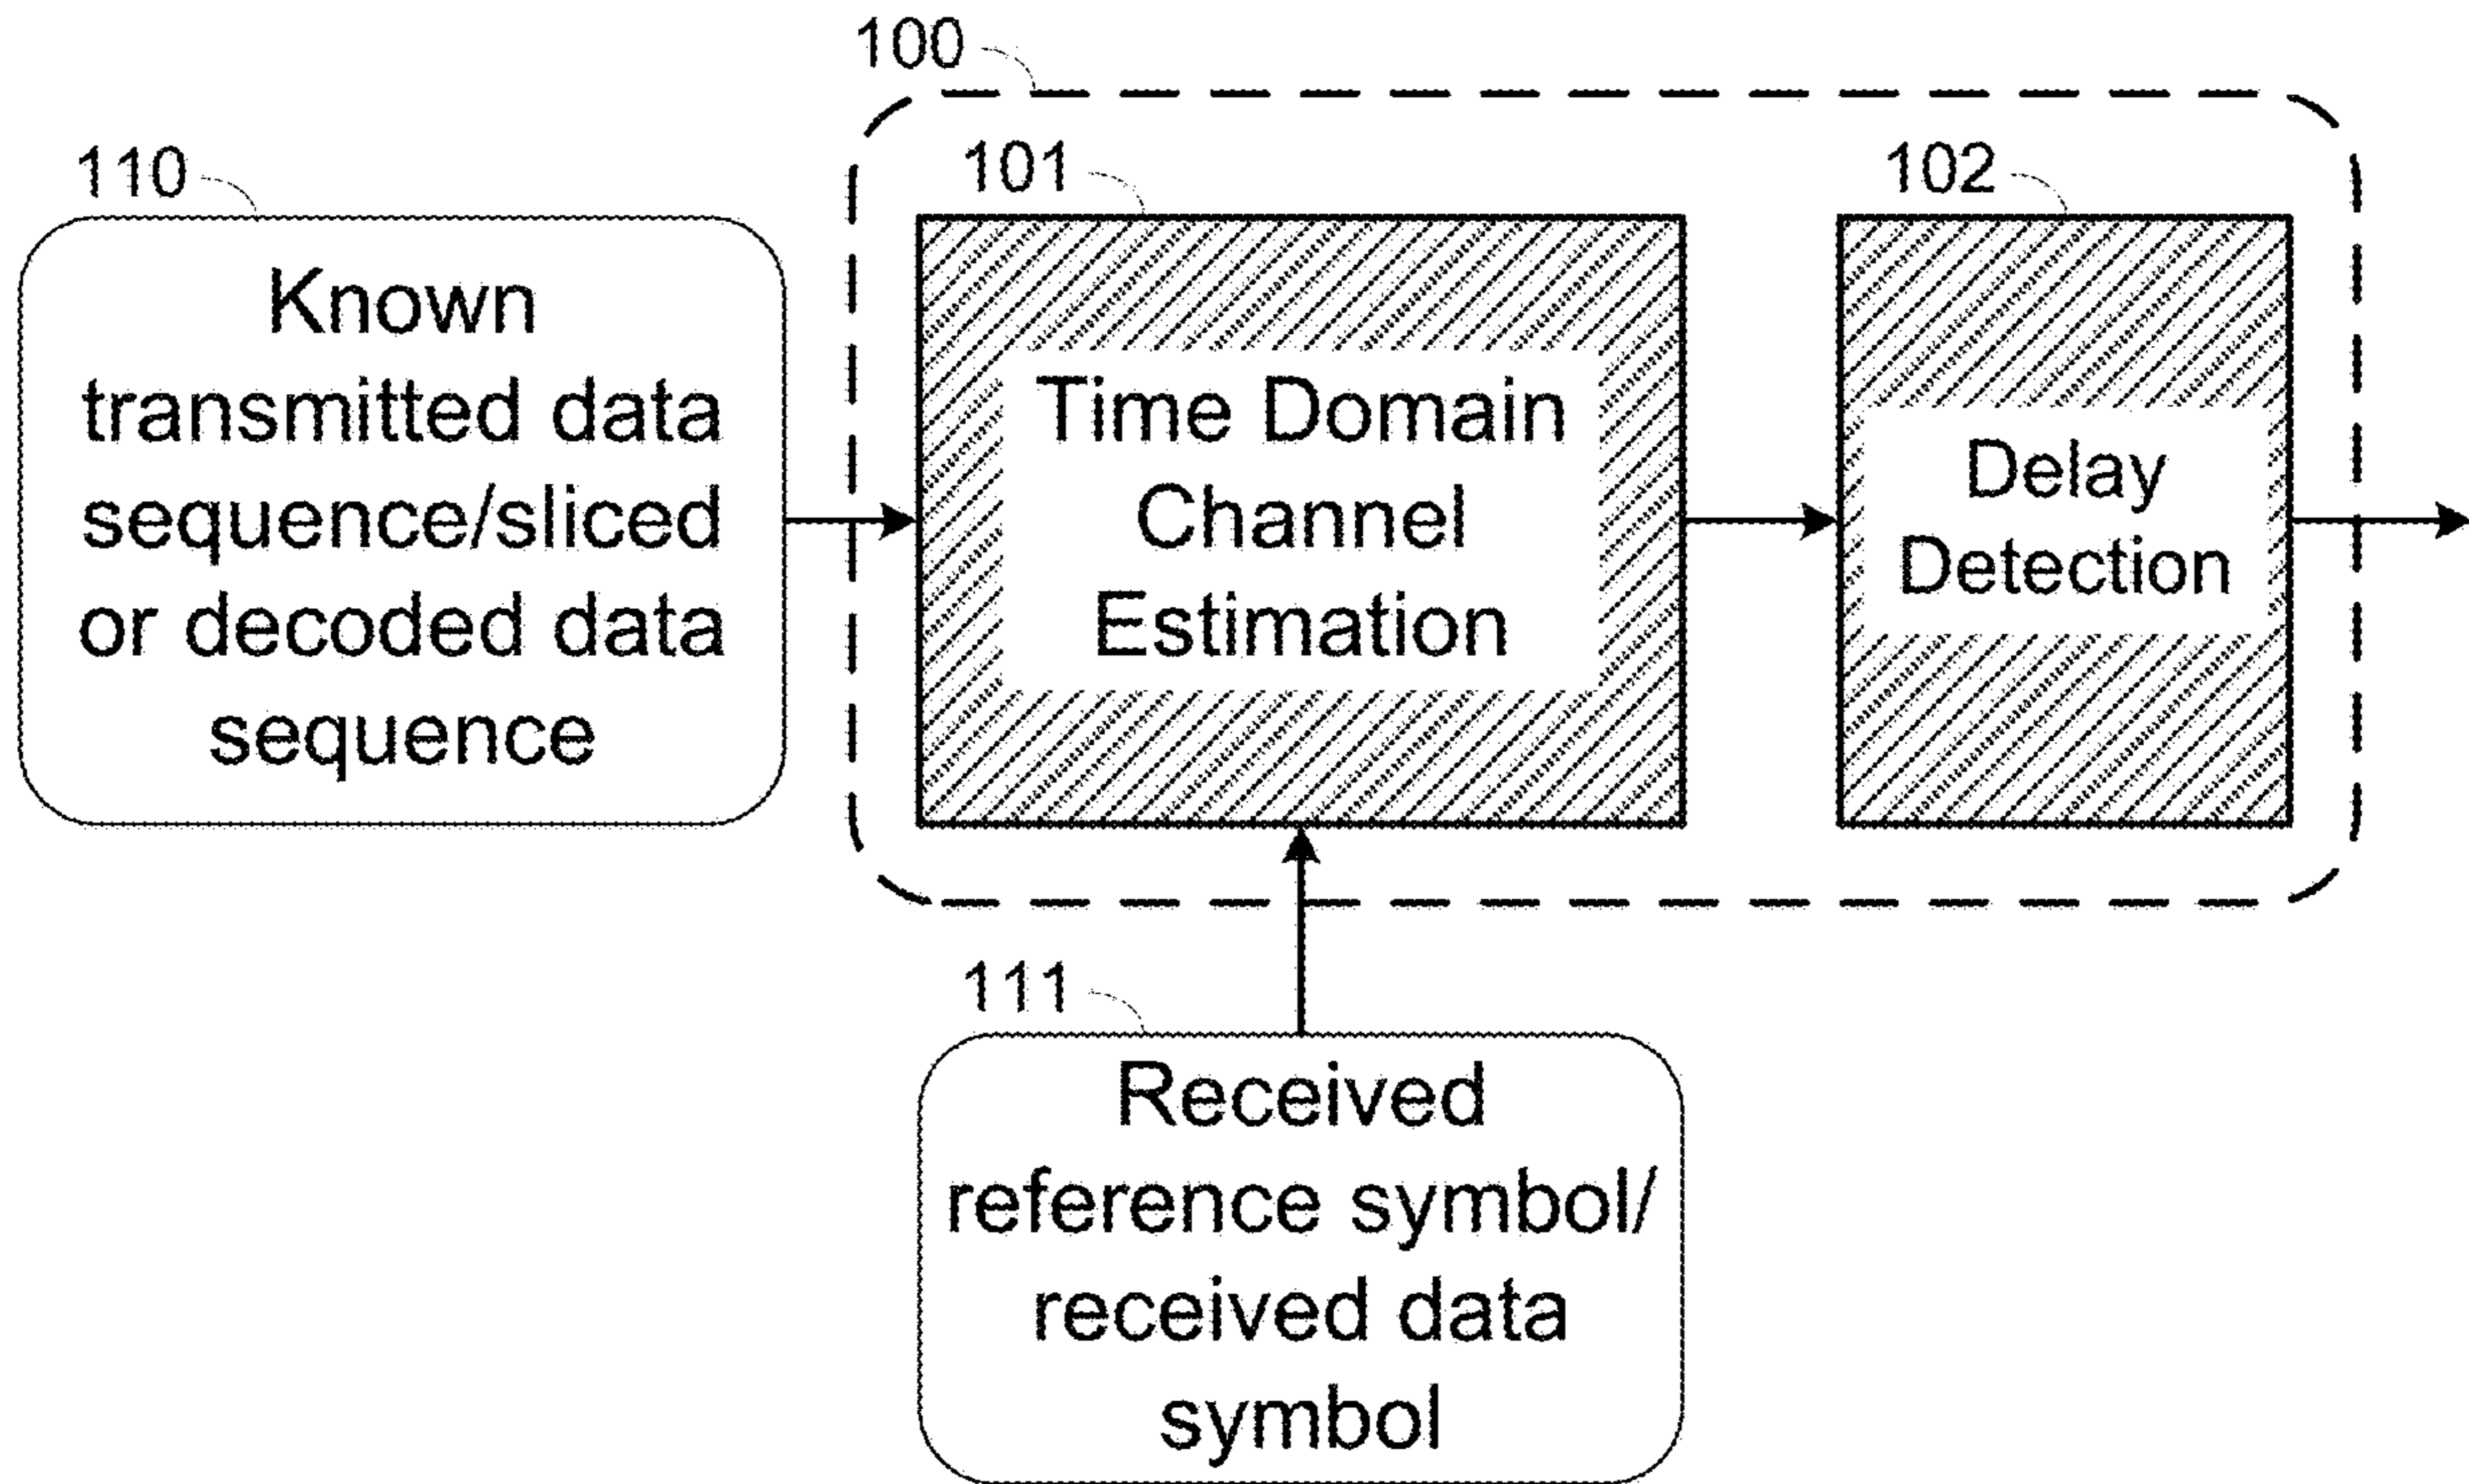 100
110
Known
transmitted data
sequence/sliced
or decoded data
sequence
101
Time Domain
Channel
Estimation
102
Delay
Detection
111
Received
reference symbol/
received data
symbol